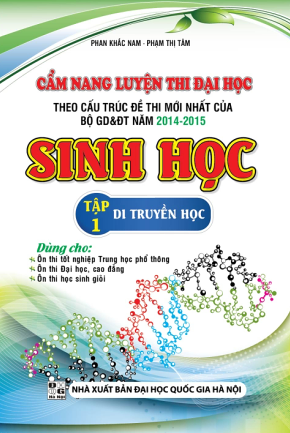 PHAN KHẮC NAM - PHẠM THỊ TÂM
CẨM NANG LUYỆN THI ĐẠI HỌC
THEO CẤU TRÚC ĐỀ THI MỚI NHẤT CỦA
BỘ GD&ĐT NĂM 2014-2015
SINH HỌC
TẬP 1 DI TRUYỀN HỌC
Dùng cho:
Ôn thi tốt nghiệp Trung học phổ thông
Ôn thi Đại học, cao đẳng
Ôn thi học sinh giỏi
NHÀ XUẤT BẢN ĐẠI HỌC QUỐC GIA HÀ NỘI